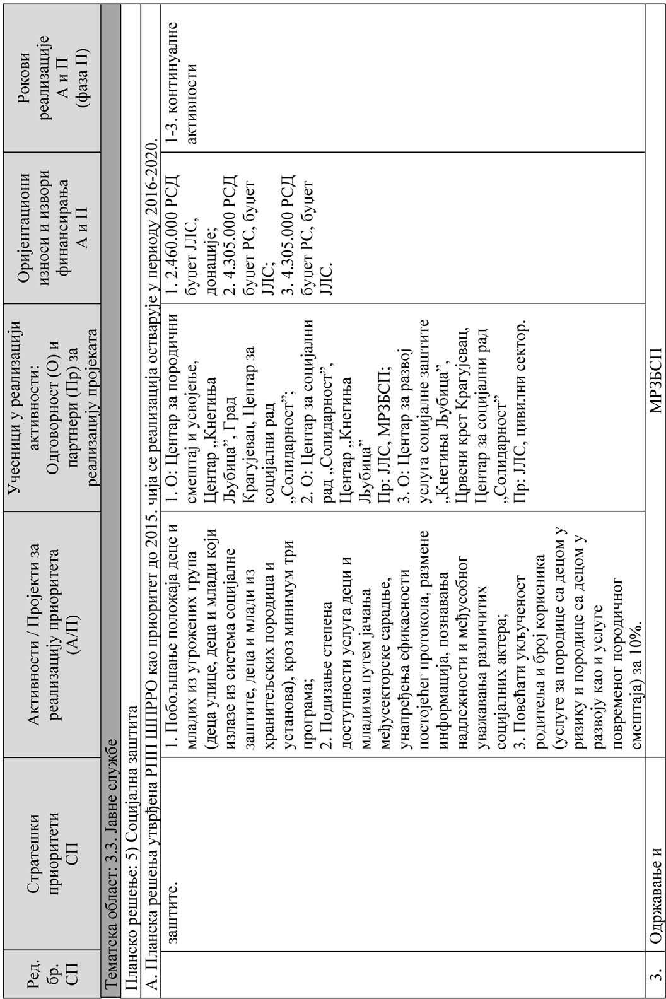 Ред.
бр.
СП
Стратешки
приоритети
СП
Активности / Пројекти за
реализацију приоритета
(А/П)
Учесници у реализацији
активности:
Одговорност (О) и
партнери (Пр) за
реализацију пројеката
Оријентациони
износи и извори
финансирања
А и П
Рокови
реализације
А и П
(фаза П)
Тематска област: 3.3. Јавне службе
Планско решење: 5) Социјална заштита
А. Планска решења утврђена РПП ШПРО као приоритет до 2015. чија се реализација остварује у периоду 2016-2020.
заштите.
1. Побољшање положаја деце и
младих из угрожених група
(деца улице, деца и млади који
излазе из система социјалне
заштите, деца и млади из
хранитељских породица и
установа), кроз минимум три
програма;
2. Подизање степена
доступности услуга деци и
младима путем јачања
међусекторске сарадње,
унапређења ефикасности
постојећег протокола, размене
информација, познавања
надлежности и међусобног
уважавања различитих
социјалних актера;
3. Повећати укљученост
родитеља и број корисника
(услуге за породице са децом у
ризику и породице са децом у
развоју као и услуге
повременог породичног
смештаја) за 10%.
1. О: Центар за породични
смештај и усвојење,
Центар „Кнегиња
Љубица”, Град
Крагујевац, Центар за
социјални рад
„Солидарност”;
2. О: Центар за социјални
рад „Солидарност”,
Центар „Кнегиња
Љубица”
Пр: ЈЛС, МРЗБСП;
3. О: Центар за развој
услуга социјалне заштите
„Кнегиња Љубица”,
Црвени крст Крагујевац,
Центар за социјални рад
„Солидарност”
Пр: ЈЛС, цивилни сектор.
1. 2.460.000 РСД
буџет ЈЛС,
донације;
2. 4.305.000 РСД
буџет РС, буџет
ЈЛС;
3. 4.305.000 РСД
буџет РС, буџет
ЈЛС.
1-3. континуалне
активности
3.
Одржавање и
МРЗБСП